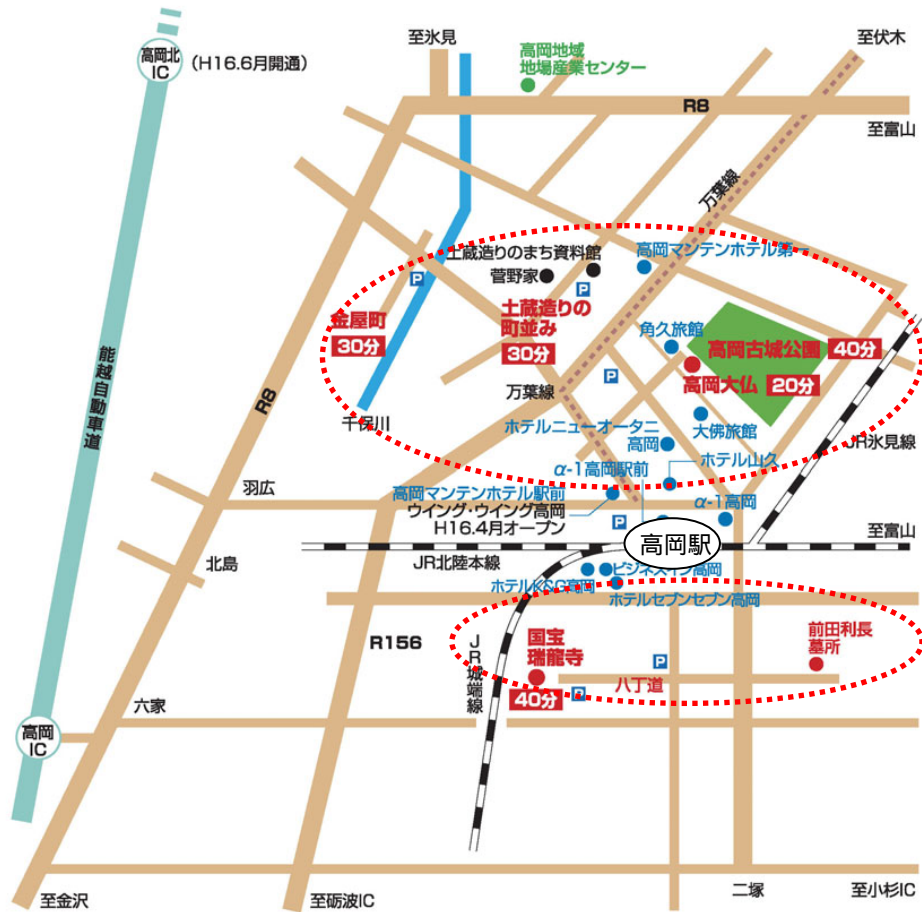 高岡北
IC
（H16.6月開通）
至氷見
高岡地域
地場産業センター
至伏木
R8
至富山
万葉線
土蔵造りのまち資料館
菅野家
高岡マンテンホテル第一
P
P
金屋町
30分
土蔵造りの
町並み
30分
角久旅館
高岡古城公園
40分
高岡大仏
20分
能越自動車道
R8
P
万葉線
千保川
大佛旅館
ホテルニューオータニ
高岡
JR氷見線
α-1高岡駅前
ホテル山久
羽広
高岡マンテンホテル駅前
ウイング・ウイング高岡
H16.4月オープン
α-1高岡
P
高岡駅
至富山
北島
JR北陸本線
ビジネスイン高岡
ホテルK&G高岡
ホテルセブンセブン高岡
R156
JR城端線
国宝
瑞龍寺
40分
前田利長
墓所
P
八丁道
P
六家
高岡
IC
至金沢
至砺波IC
二塚
至小杉IC